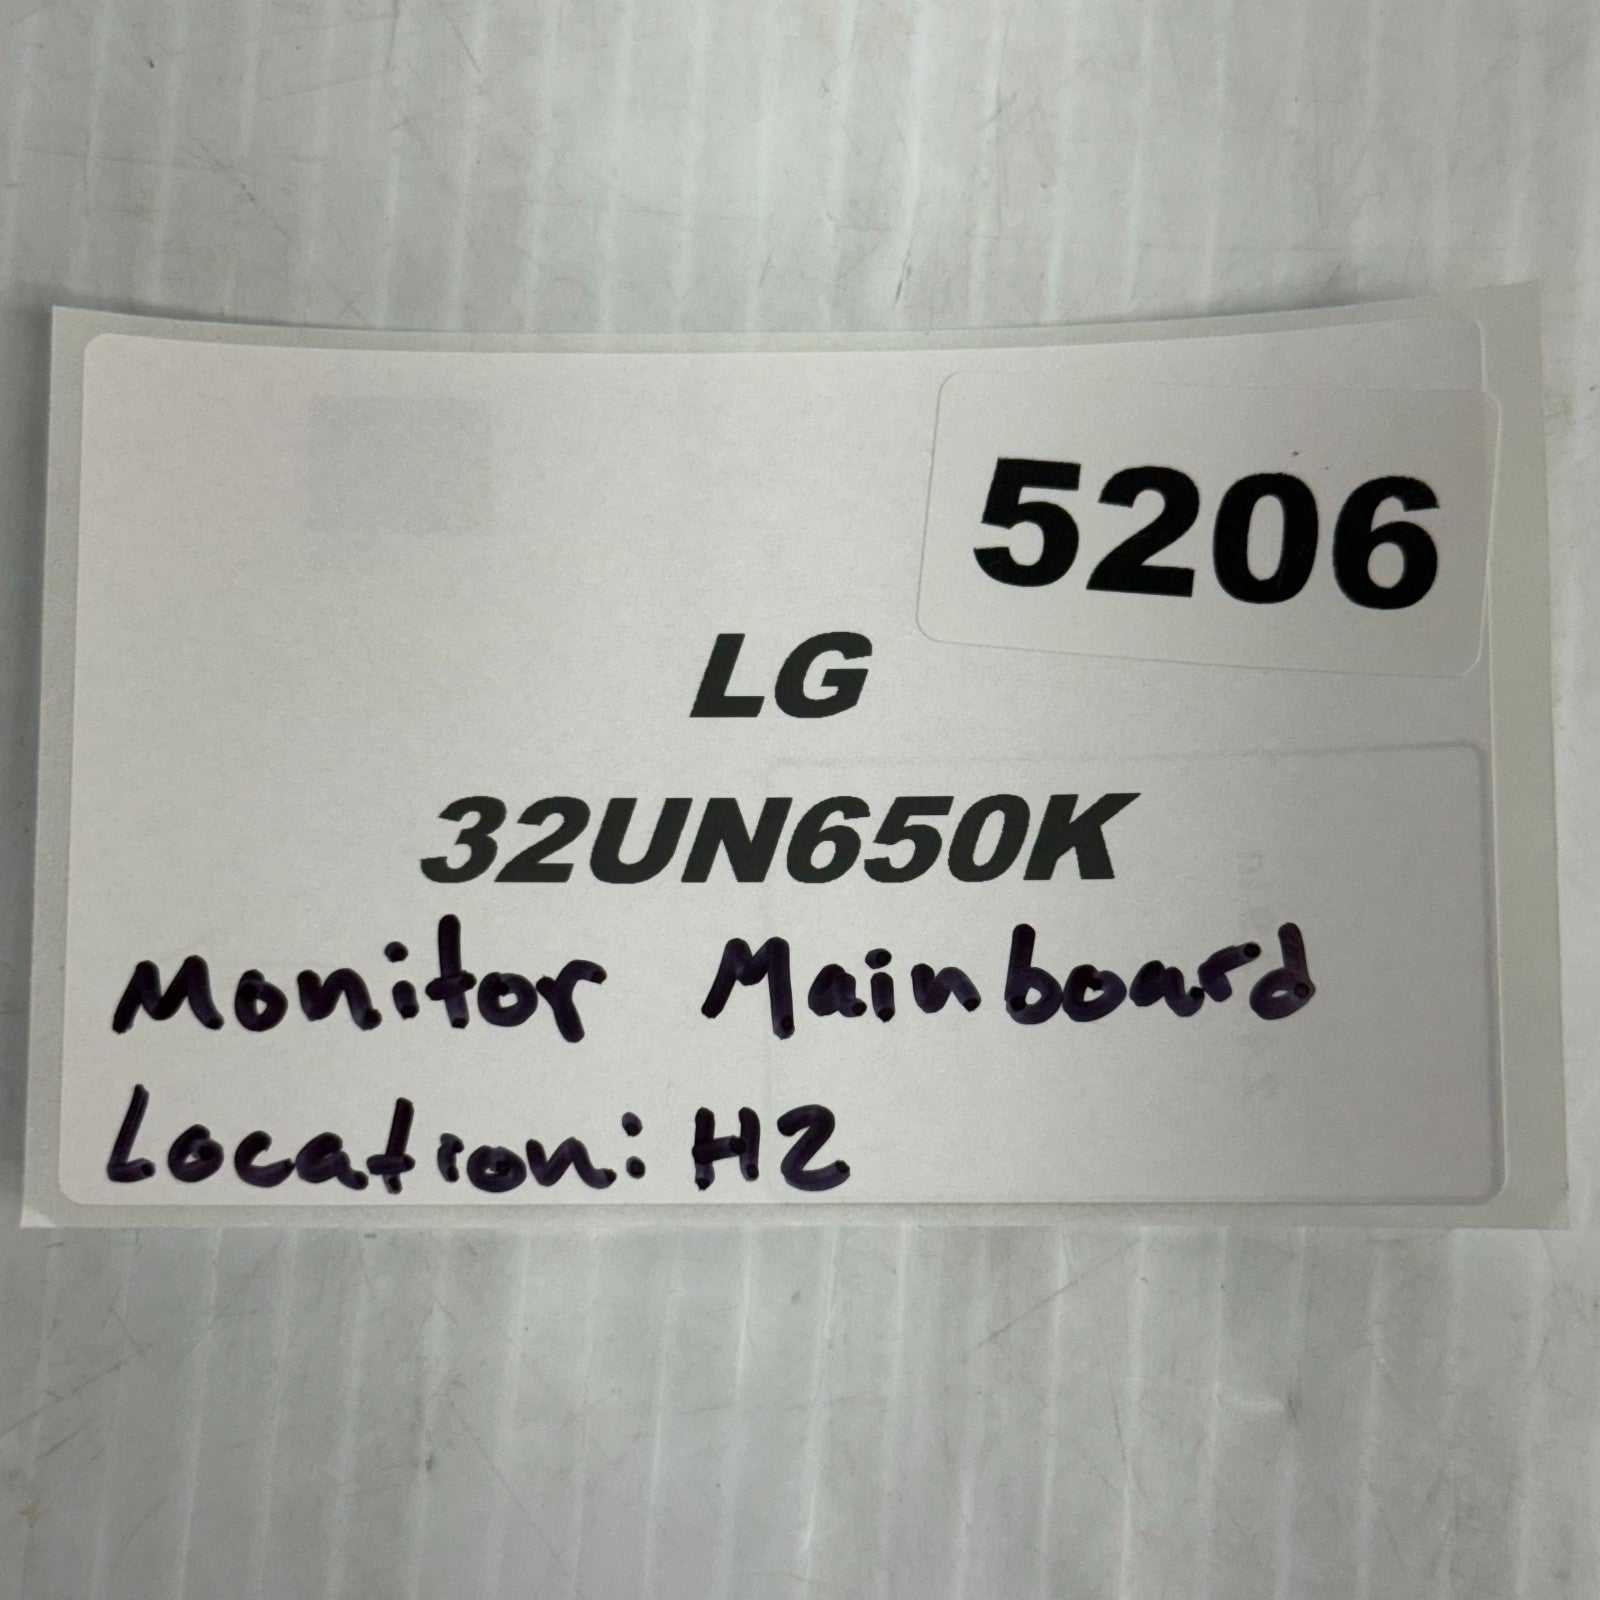 5206
LG
32UN650K
Monitor Mainboard
Location: H2